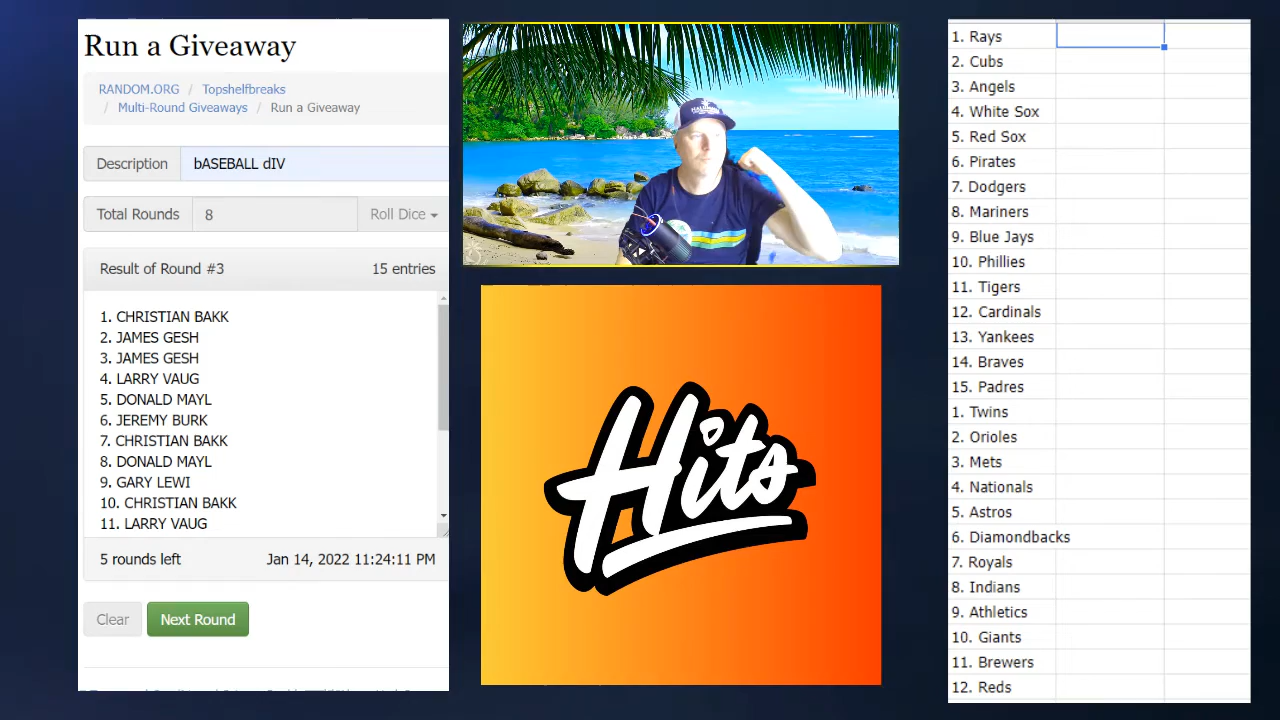 Run a Giveaway
RANDOM.ORG / Topshelfbreaks
/ Multi-Round Giveaways / Run a Giveaway
Description bASEBALL dIV
Total Rounds 8 Roll Dice
Result of Round #3 15 entries
1. CHRISTIAN BAKK
2. JAMES GESH
3. JAMES GESH
4. LARRY VAUG
5. DONALD MAYL
6. JEREMY BURK
7. CHRISTIAN BAKK
8. DONALD MAYL
9. GARY LEWI
10. CHRISTIAN BAKK
11. LARRY VAUG
5 rounds left Jan 14, 2022 11:24:11 PM
Clear Next Round
Hits
1. Rays
2. Cubs
3. Angels
4. White Sox
5. Red Sox
6. Pirates
7. Dodgers
8. Mariners
9. Blue Jays
10. Phillies
11. Tigers
12. Cardinals
13. Yankees
14. Braves
15. Padres
1. Twins
2. Orioles
3. Mets
4. Nationals
5. Astros
6. Diamondbacks
7. Royals
8. Indians
9. Athletics
10. Giants
11. Brewers
12. Reds